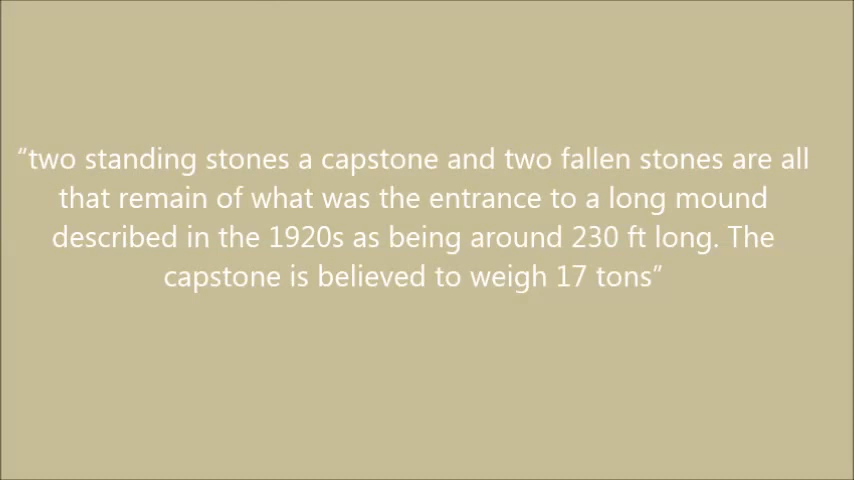 “two standing stones a capstone and two fallen stones are all
that remain of what was the entrance to a long mound
described in the 1920s as being around 230 ft long. The
capstone is believed to weigh 17 tons”